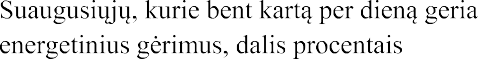 Suaugusiųjų, kurie bent kartą per dieną geria
energetinius gėrimus, dalis procentais